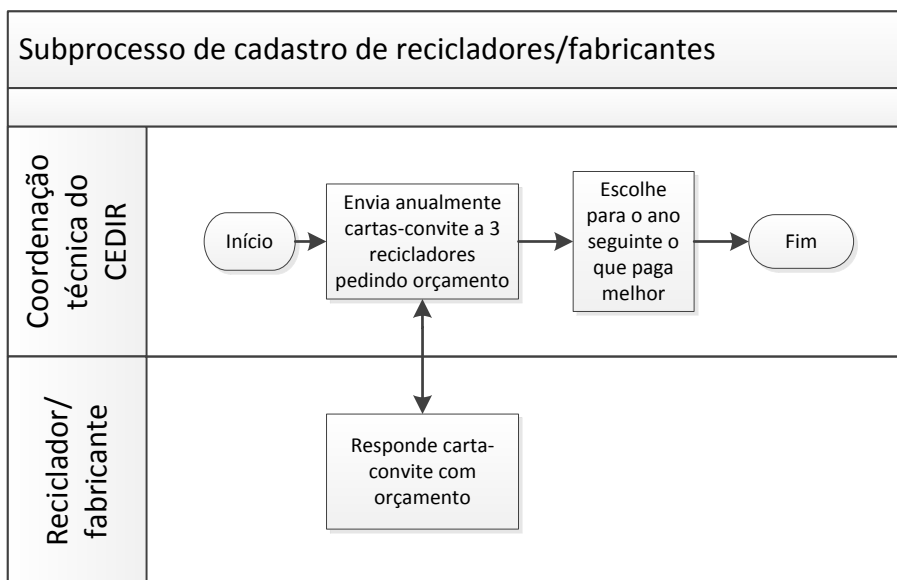 Subprocesso de cadastro de recicladores/fabricantes
Coordenação
técnica do
CEDIR
Início
Envia anualmente
cartas-convite a 3
recicladores
pedindo orçamento
Escolhe
para o ano
seguinte o
que paga
melhor
Fim
Reciclador/
fabricante
Responde carta-
convite com
orçamento